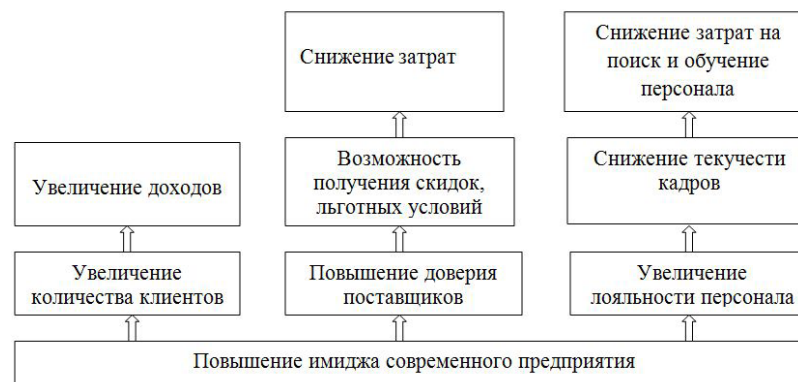 Снижение затрат
Снижение затрат на
поиск и обучение
персонала
Увеличение доходов
Возможность
получения скидок,
льготных условий
Снижение текучести
кадров
Увеличение
количества клиентов
Повышение доверия
поставщиков
Увеличение
лояльности персонала
Повышение имиджа современного предприятия